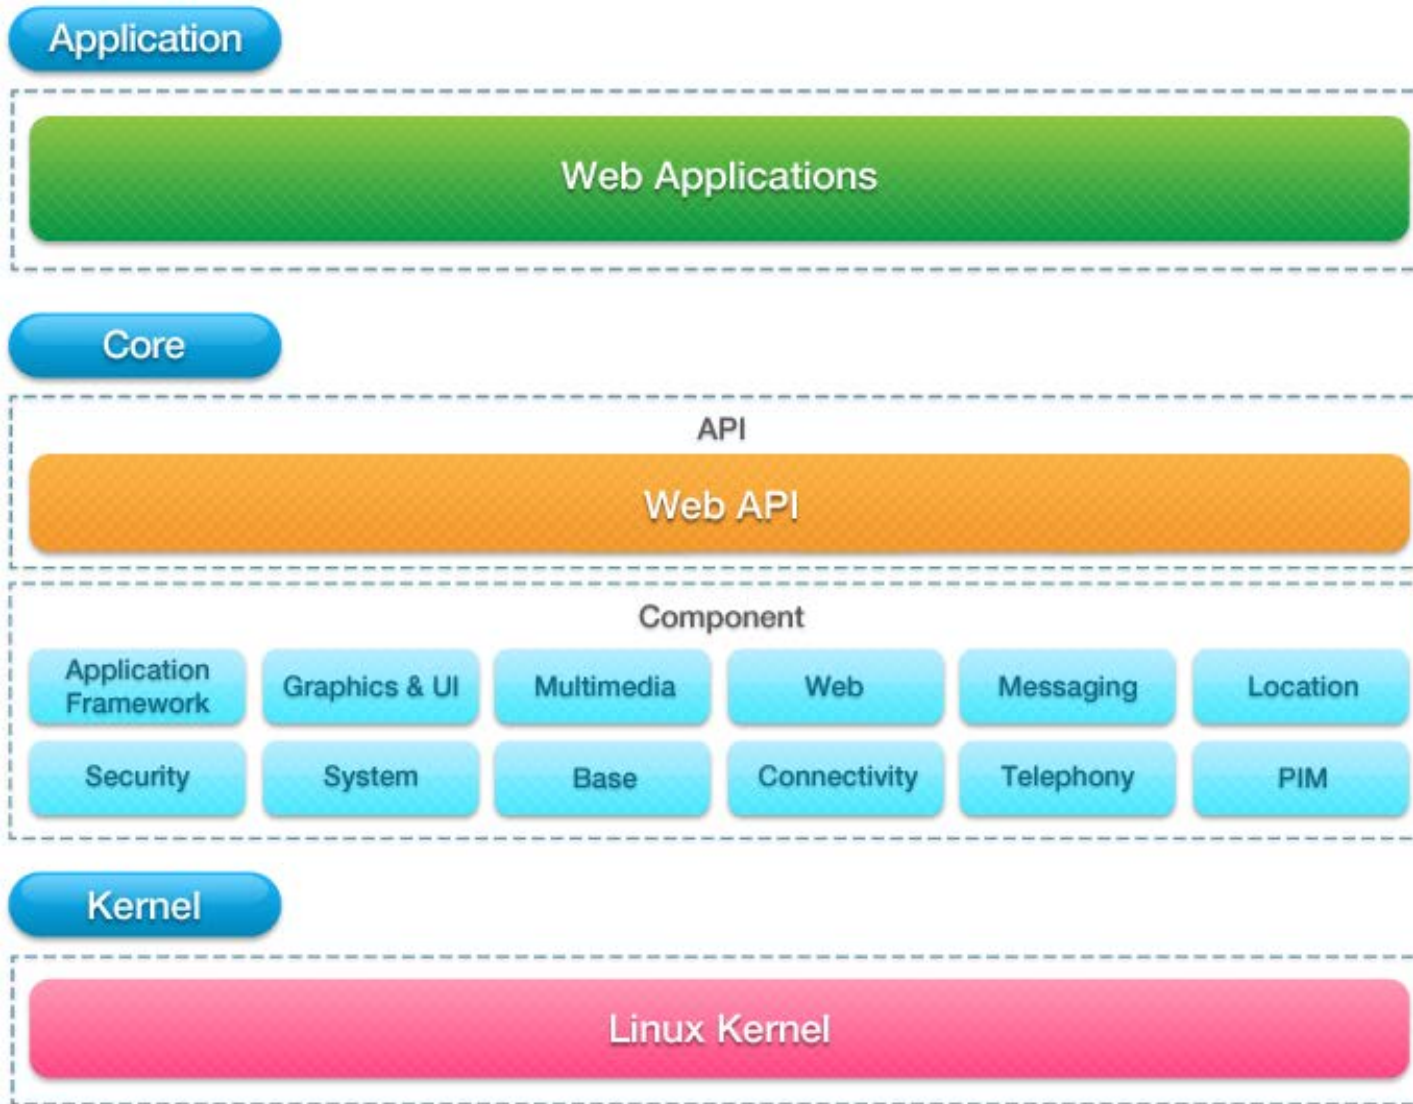 Application
Web Applications
Core
API
Web API
Component
Application
Framework
Graphics & UI
Multimedia
Web
Messaging
Location
Security
System
Base
Connectivity
Telephony
PIM
Kernel
Linux Kernel